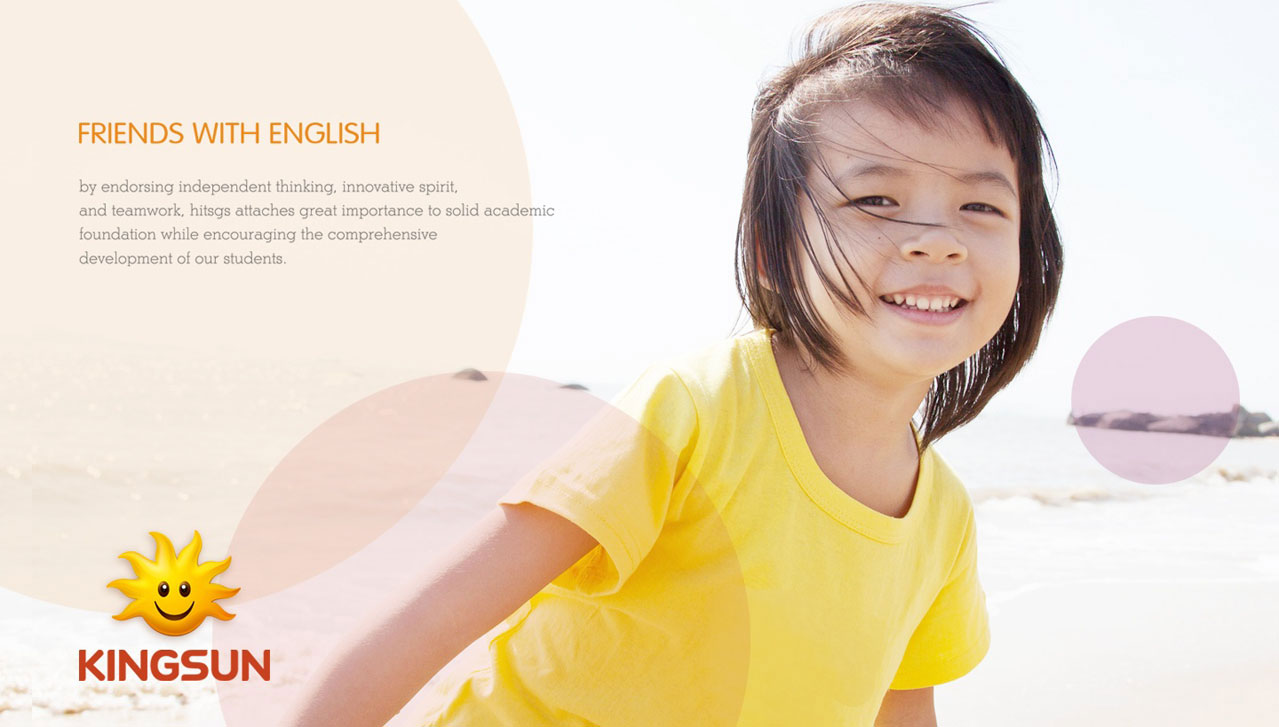 FRIENDS WITH ENGLISH
by endorsing independent thinking, innovative spirit,
and teamwork, hitsgs attaches great importance to solid academic
foundation while encouraging the comprehensive
development of our students.
KINGSUN